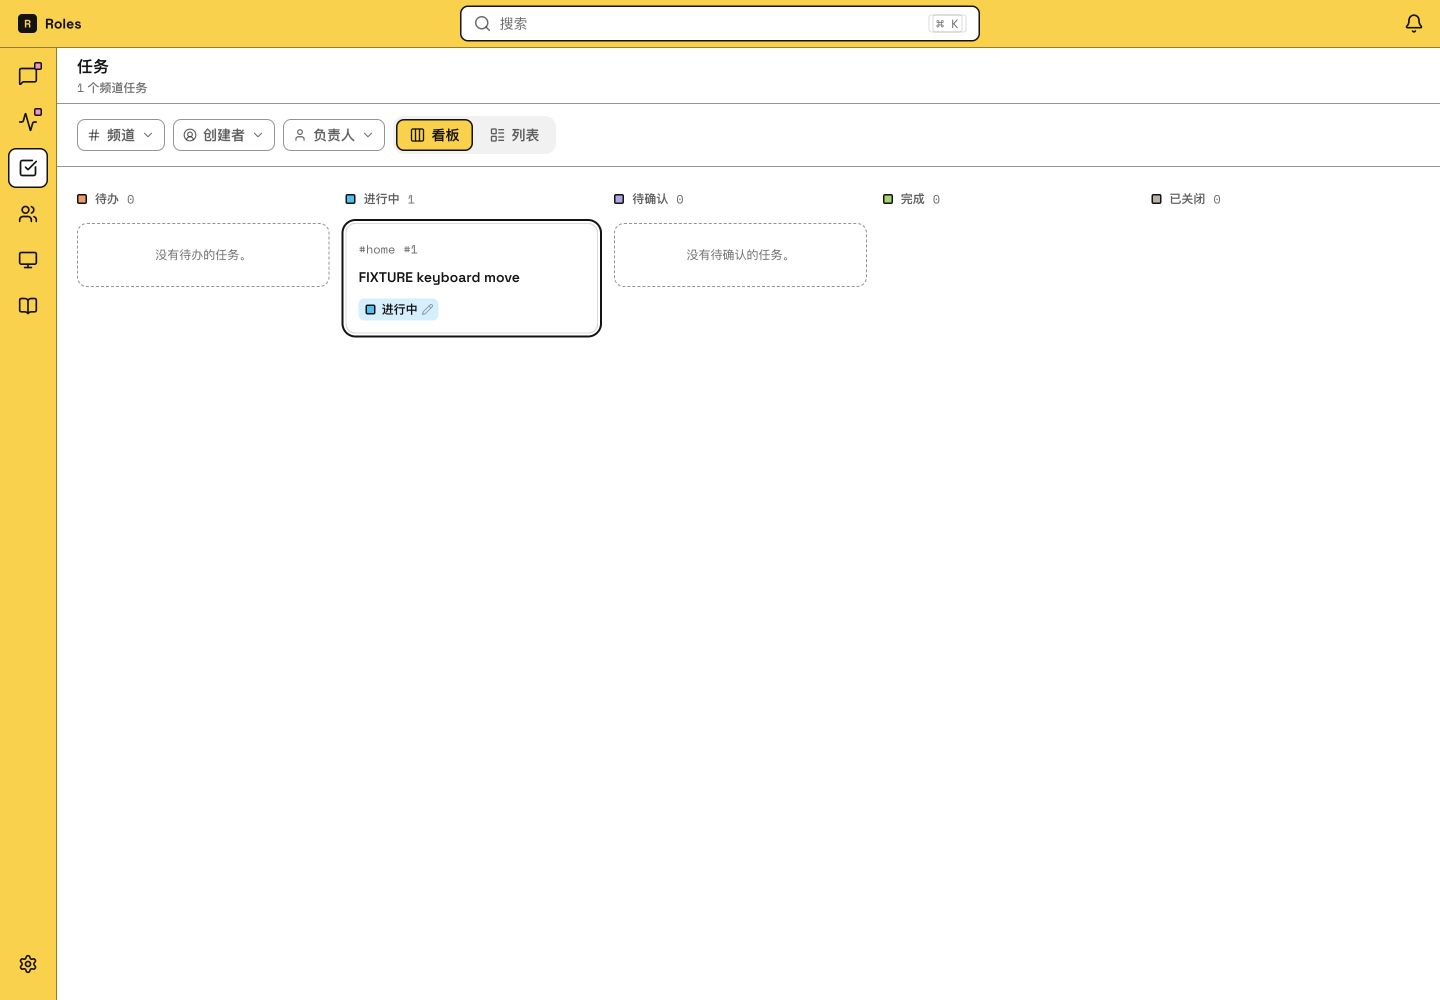 R Roles
搜索
⌘ K
任务
1 个频道任务
频道
创建者
负责人
看板
列表
待办 0
进行中 1
待确认 0
完成 0
已关闭 0
没有待办的任务。
#home #1
FIXTURE keyboard move
进行中
没有待确认的任务。